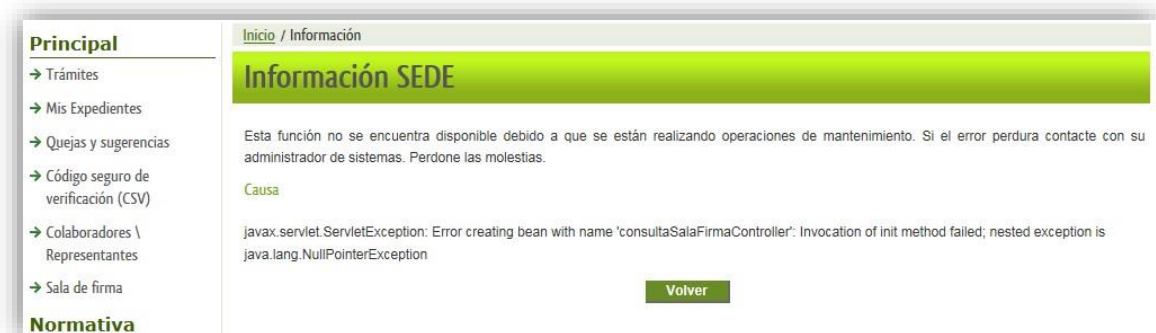 Principal
→ Trámites
→ Mis Expedientes
→ Quejas y sugerencias
→ Código seguro de
verificación (CSV)
→ Colaboradores \
Representantes
→ Sala de firma
Normativa
Inicio / Información
Información SEDE
Esta función no se encuentra disponible debido a que se están realizando operaciones de mantenimiento. Si el error perdura contacte con su
administrador de sistemas. Perdone las molestias.
Causa
javax.servlet.ServletException: Error creating bean with name 'consultaSalaFirmaController': Invocation of init method failed; nested exception is
java.lang.NullPointerException
Volver